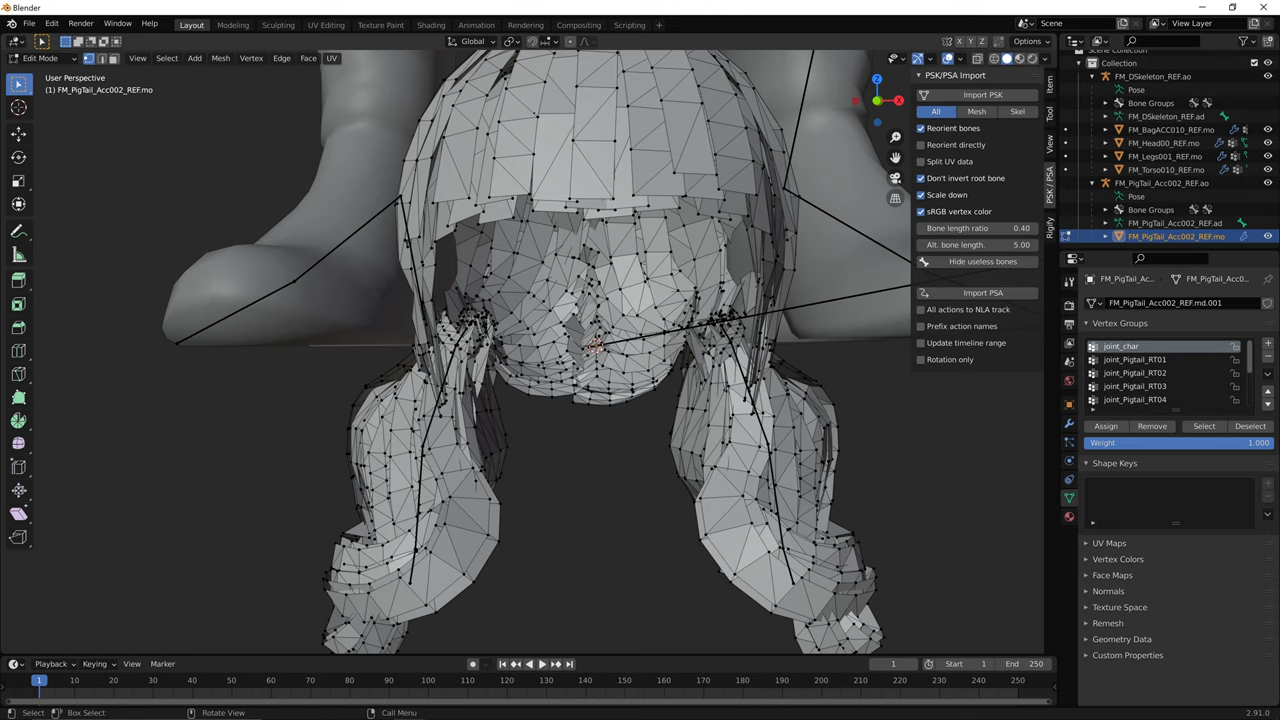 Blender
File Edit Render Window Help
Layout Modeling Sculpting UV Editing Texture Paint Shading Animation Rendering Compositing Scripting +
Scene
View Layer
Global
X Y Z
Options
Edit Mode View Select Add Mesh Vertex Edge Face UV
User Perspective
(1) FM_PigTail_Acc002_REF.mo
Z
X
PSK/PSA Import
Import PSK
All Mesh Skel
Reorient bones
Reorient directly
Split UV data
Don't invert root bone
Scale down
sRGB vertex color
Bone length ratio 0.40
Alt. bone length. 5.00
Hide useless bones
Import PSA
All actions to NLA track
Prefix action names
Update timeline range
Rotation only
Item
Tool
View
PSK / PSA
Rigify
Scene Collection
Collection
FM_DSkeleton_REF.ao
Pose
Bone Groups
FM_DSkeleton_REF.ad
FM_BagACC010_REF.mo
FM_Head00_REF.mo
FM_Legs001_REF.mo
FM_Torso010_REF.mo
FM_PigTail_Acc002_REF.ao
Pose
Bone Groups
FM_PigTail_Acc002_REF.ad
FM_PigTail_Acc002_REF.mo
FM_PigTail_Ac... FM_PigTail_Acc0...
FM_PigTail_Acc002_REF.md.001
Vertex Groups
joint_char
joint_Pigtail_RT01
joint_Pigtail_RT02
joint_Pigtail_RT03
joint_Pigtail_RT04
Assign Remove Select Deselect
Weight 1.000
Shape Keys
UV Maps
Vertex Colors
Face Maps
Normals
Texture Space
Remesh
Geometry Data
Custom Properties
Playback Keying View Marker
1 Start 1 End 250
1 10 20 30 40 50 60 70 80 90 100 110 120 130 140 150 160 170 180 190 200 210 220 230 240 250
Select Box Select Rotate View Call Menu 2.91.0